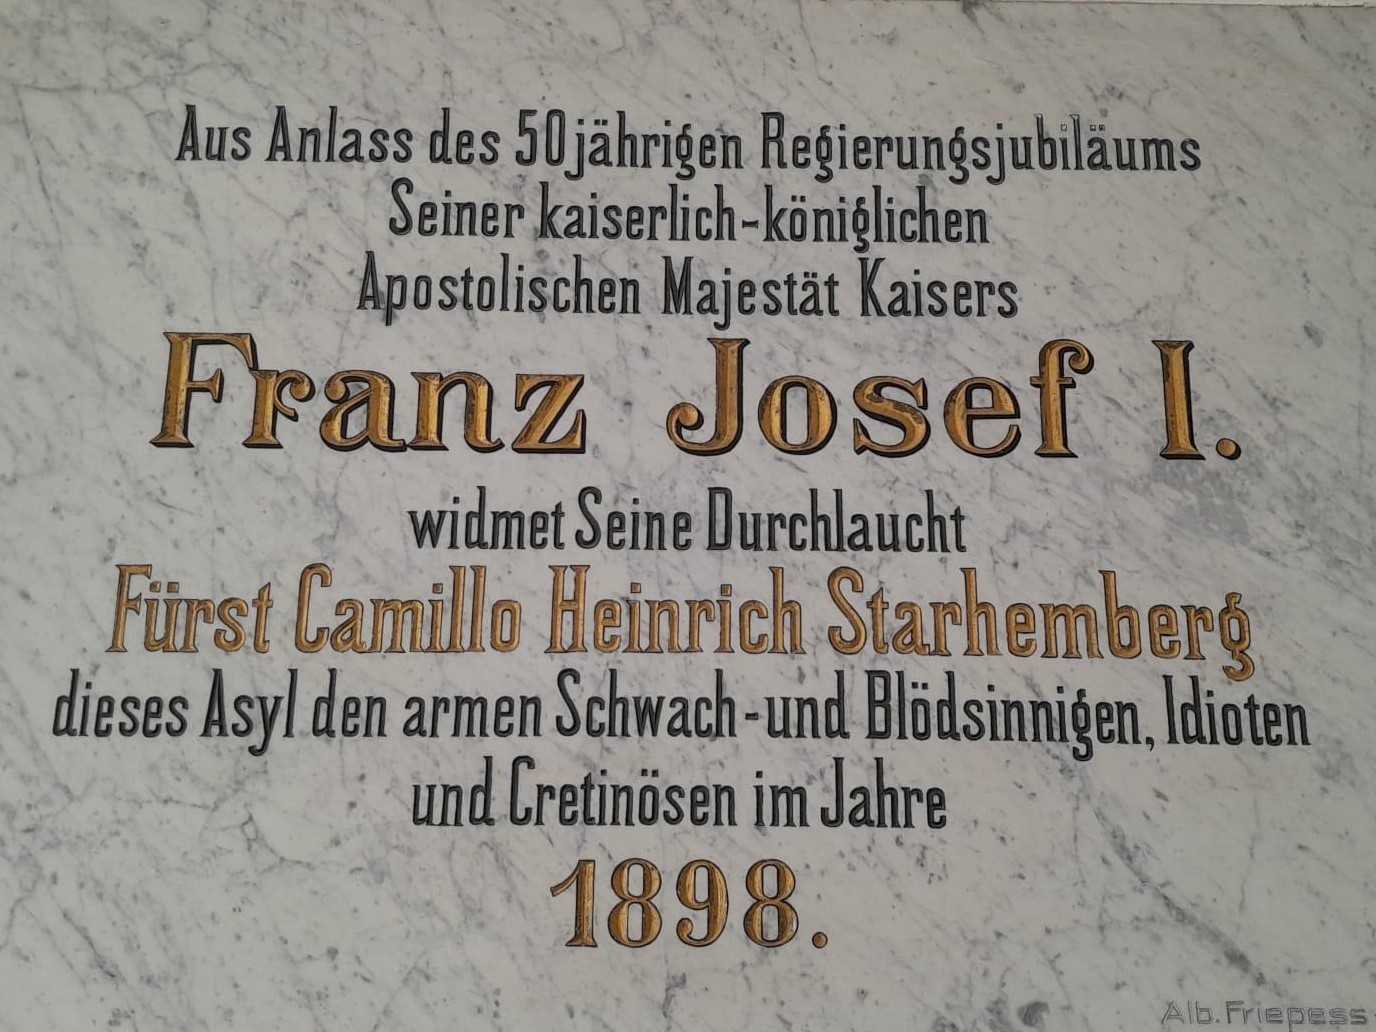 Aus Anlass des 50jährigen Regierungsjubiläums
Seiner kaiserlich-königlichen
Apostolischen Majestät Kaisers
Franz Josef I.
widmet Seine Durchlaucht
Fürst Camillo Heinrich Starhemberg
dieses Asyl den armen Schwach-und Blödsinnigen, Idioten
und Cretinösen im Jahre
1898.
Alb. Friepess